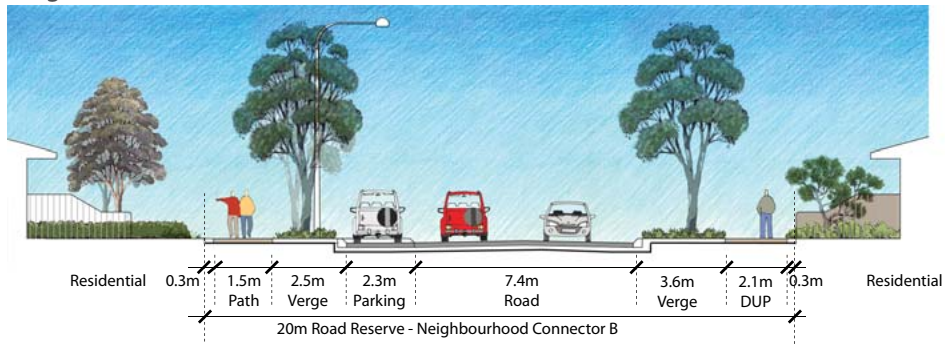 Residential 0.3m 1.5m 2.5m 2.3m 7.4m 3.6m 2.1m 0.3m Residential
Path Verge Parking Road Verge DUP
20m Road Reserve - Neighbourhood Connector B